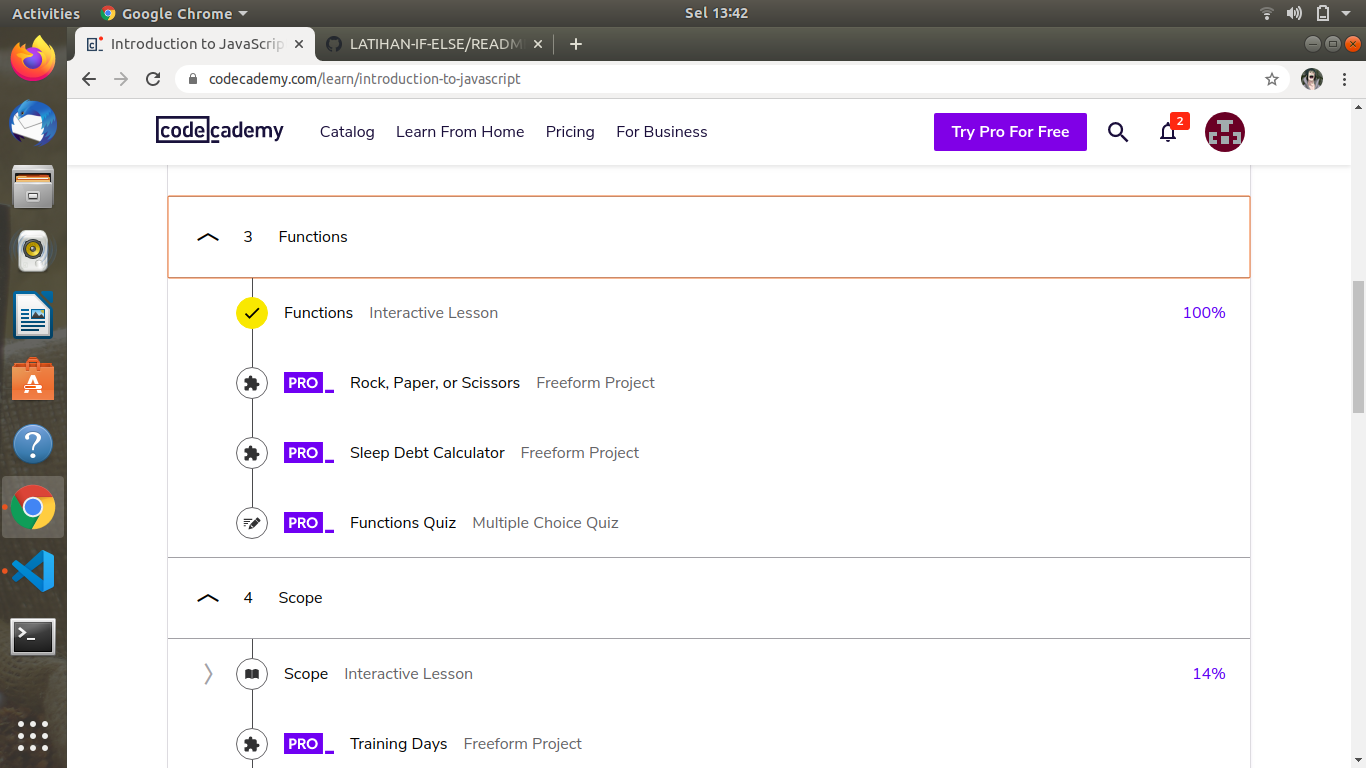 Activities Google Chrome Sel 13:42
Introduction to JavaScrip LATIHAN-IF-ELSE/READM
codecademy.com/learn/introduction-to-javascript
codecademy Catalog Learn From Home Pricing For Business Try Pro For Free 2
3 Functions
Functions Interactive Lesson 100%
PRO Rock, Paper, or Scissors Freeform Project
PRO Sleep Debt Calculator Freeform Project
PRO Functions Quiz Multiple Choice Quiz
4 Scope
Scope Interactive Lesson 14%
PRO Training Days Freeform Project